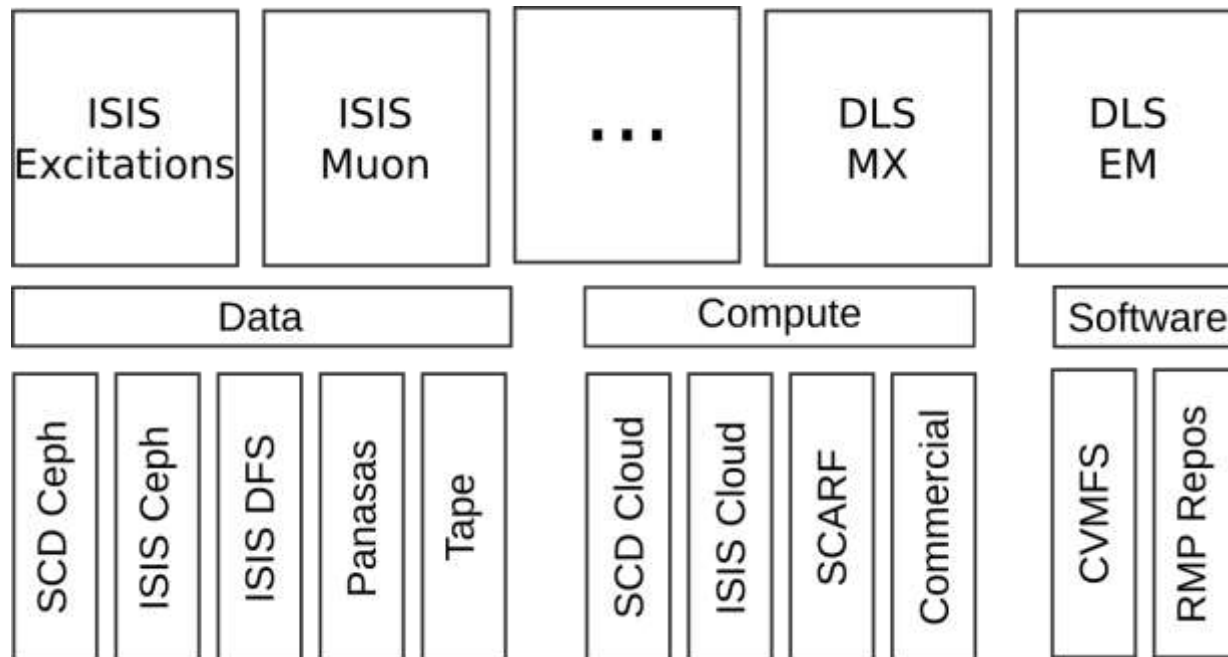 ISIS
Excitations
ISIS
Muon
...
DLS
MX
DLS
EM
Data
Compute
Software
SCD Ceph
ISIS Ceph
ISIS DFS
Panasas
Tape
SCD Cloud
ISIS Cloud
SCARF
Commercial
CVMFS
RMP Repos